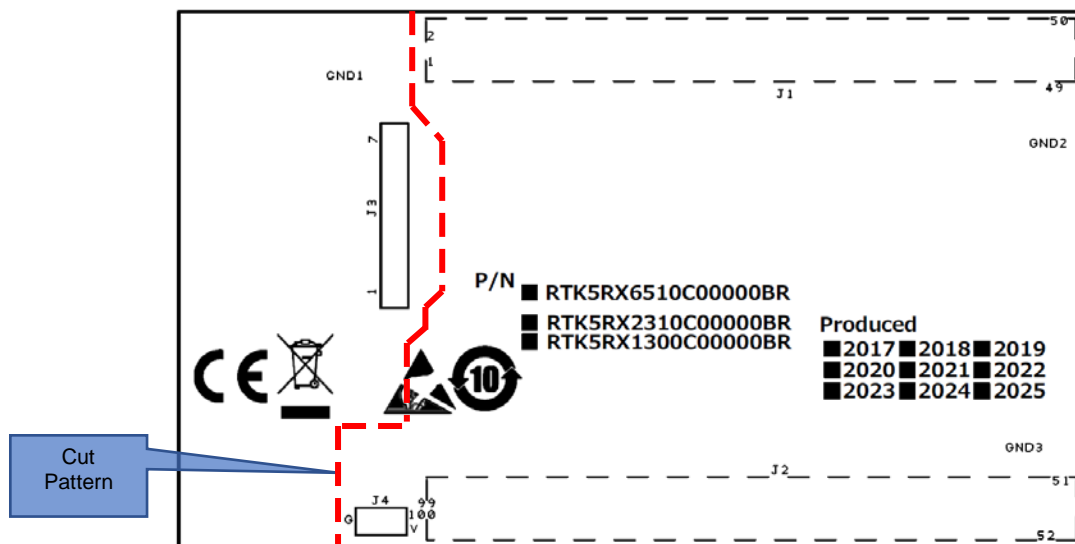 50
2
1
GND1
J1
49
7
GND2
J3
1
P/N
RTK5RX6510C00000BR
RTK5RX2310C00000BR
RTK5RX1300C00000BR
Produced
2017 2018 2019
2020 2021 2022
2023 2024 2025
CE
10
GND3
Cut
Pattern
J2
51
J4
99
100
G
V
52